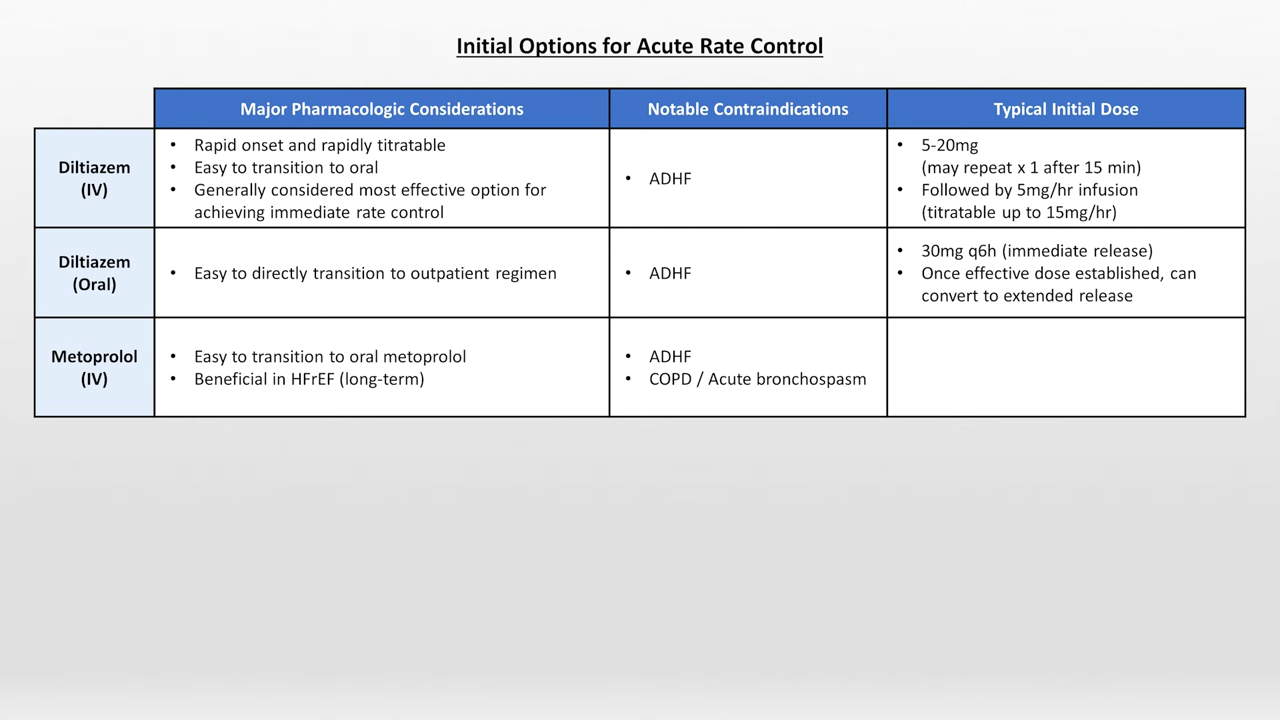 Initial Options for Acute Rate Control
Major Pharmacologic Considerations
Notable Contraindications
Typical Initial Dose
Diltiazem
(IV)
• Rapid onset and rapidly titratable
• Easy to transition to oral
• Generally considered most effective option for
achieving immediate rate control
• ADHF
• 5-20mg
(may repeat x 1 after 15 min)
• Followed by 5mg/hr infusion
(titratable up to 15mg/hr)
Diltiazem
(Oral)
• Easy to directly transition to outpatient regimen
• ADHF
• 30mg q6h (immediate release)
• Once effective dose established, can
convert to extended release
Metoprolol
(IV)
• Easy to transition to oral metoprolol
• Beneficial in HFrEF (long-term)
• ADHF
• COPD / Acute bronchospasm